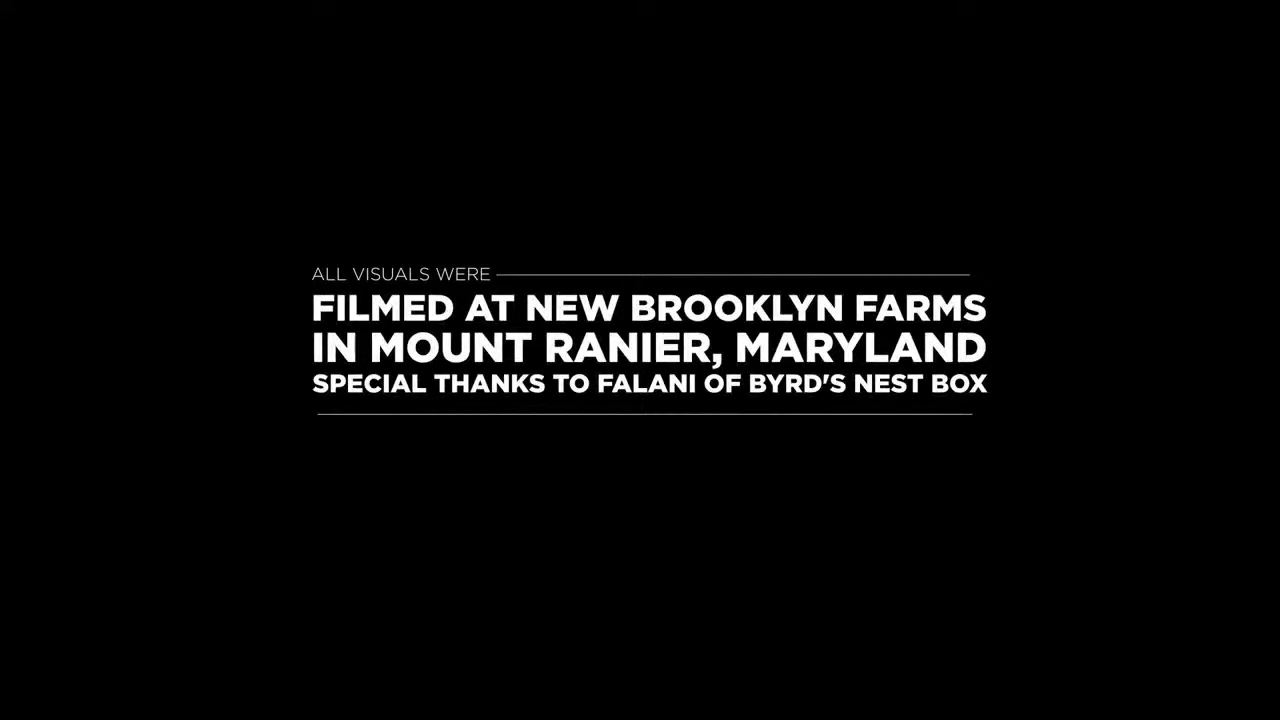 ALL VISUALS WERE
FILMED AT NEW BROOKLYN FARMS
IN MOUNT RANIER, MARYLAND
SPECIAL THANKS TO FALANI OF BYRD'S NEST BOX